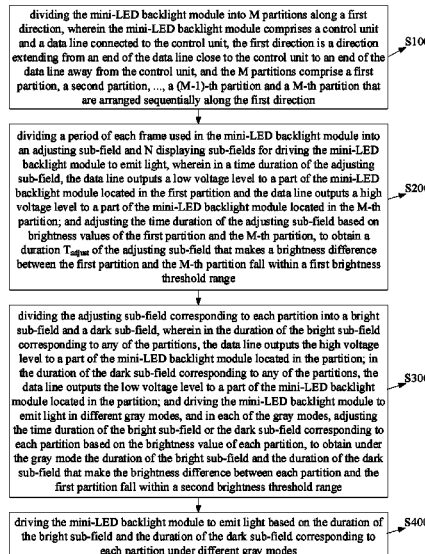 dividing the mini-LED backlight module into M partitions along a first
direction, wherein the mini-LED backlight module comprises a control unit
and a data line connected to the control unit, the first direction is a direction
extending from an end of the data line close to the control unit to an end of the
data line away from the control unit, and the M partitions comprise a first
partition, a second partition, ..., a (M-1)-th partition and a M-th partition that
are arranged sequentially along the first direction
S100
dividing a period of each frame used in the mini-LED backlight module into
an adjusting sub-field and N displaying sub-fields for driving the mini-LED
backlight module to emit light, wherein in a time duration of the adjusting
sub-field, the data line outputs a low voltage level to a part of the mini-LED
backlight module located in the first partition and the data line outputs a high
voltage level to a part of the mini-LED backlight module located in the M-th
partition; and adjusting the time duration of the adjusting sub-field based on
brightness values of the first partition and the M-th partition, to obtain a
duration Tadjust of the adjusting sub-field that makes a brightness difference
between the first partition and the M-th partition fall within a first brightness
threshold range
S200
dividing the adjusting sub-field corresponding to each partition into a bright
sub-field and a dark sub-field, wherein in the duration of the bright sub-field
corresponding to any of the partitions, the data line outputs the high voltage
level to a part of the mini-LED backlight module located in the partition; in
the duration of the dark sub-field corresponding to any of the partitions, the
data line outputs the low voltage level to a part of the mini-LED backlight
module located in the partition; and driving the mini-LED backlight module to
emit light in different gray modes, and in each of the gray modes, adjusting
the time duration of the bright sub-field or the dark sub-field corresponding to
each partition based on the brightness value of each partition, to obtain under
the gray mode the duration of the bright sub-field and the duration of the dark
sub-field that make the brightness difference between each partition and the
first partition fall within a second brightness threshold range
S300
driving the mini-LED backlight module to emit light based on the duration of
the bright sub-field and the duration of the dark sub-field corresponding to
each partition under different gray modes
S400